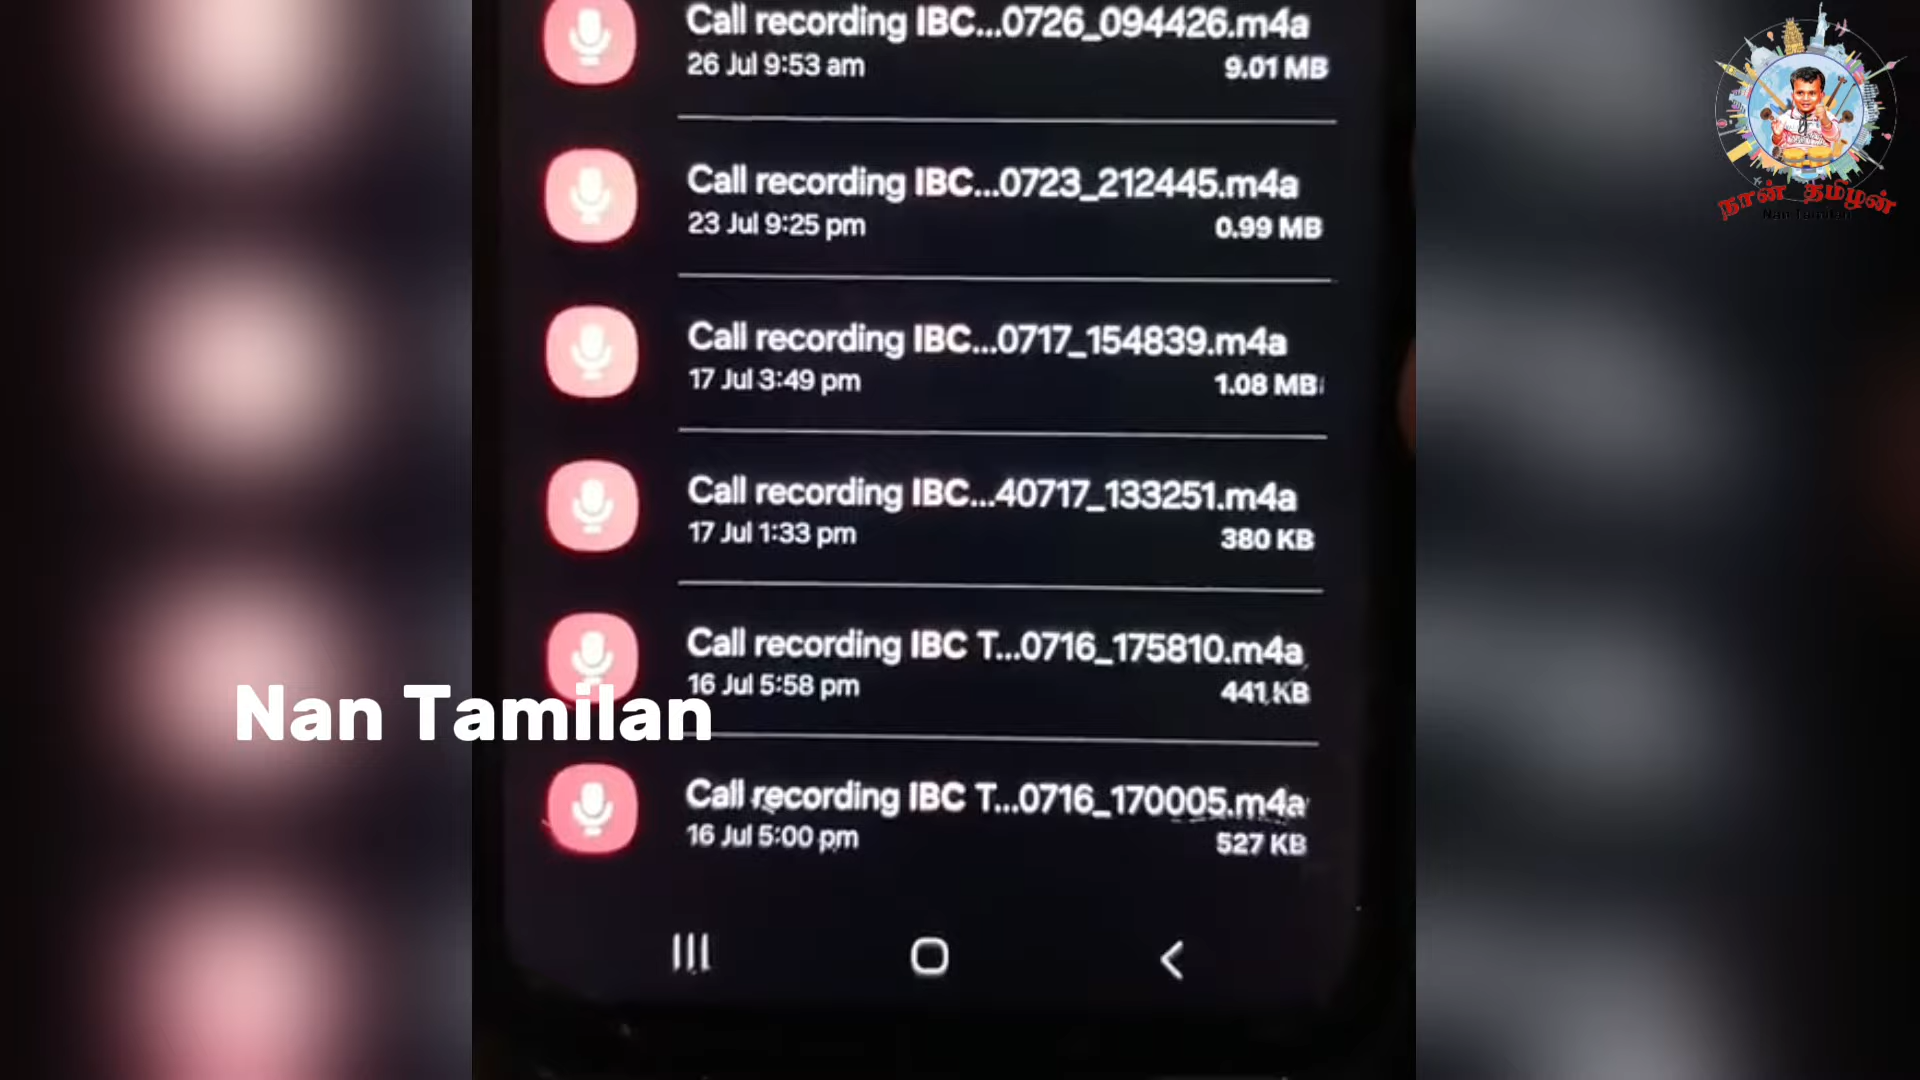 Call recording IBC...0726_094426.m4a
26 Jul 9:53 am
9.01 MB
நான் தமிழன்
Nan Tamilan
Call recording IBC...0723_212445.m4a
23 Jul 9:25 pm
0.99 MB
Call recording IBC...0717_154839.m4a
17 Jul 3:49 pm
1.08 MB
Call recording IBC...40717_133251.m4a
17 Jul 1:33 pm
380 KB
Call recording IBC T...0716_175810.m4a
16 Jul 5:58 pm
441 KB
Nan Tamilan
Call recording IBC T...0716_170005.m4a
16 Jul 5:00 pm
527 KB